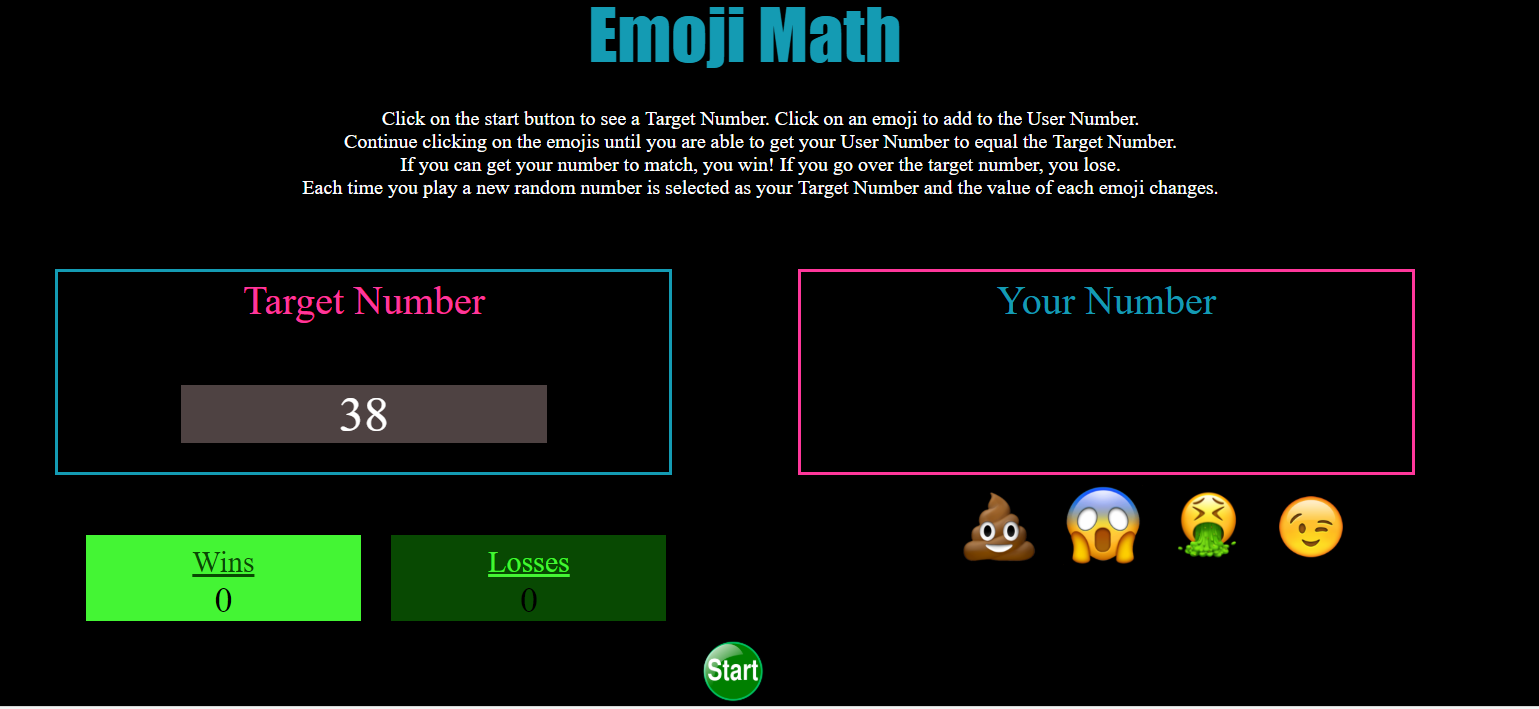 Emoji Math
Click on the start button to see a Target Number. Click on an emoji to add to the User Number.
Continue clicking on the emojis until you are able to get your User Number to equal the Target Number.
If you can get your number to match, you win! If you go over the target number, you lose.
Each time you play a new random number is selected as your Target Number and the value of each emoji changes.
Target Number
38
Your Number
Wins
0
Losses
0
Start